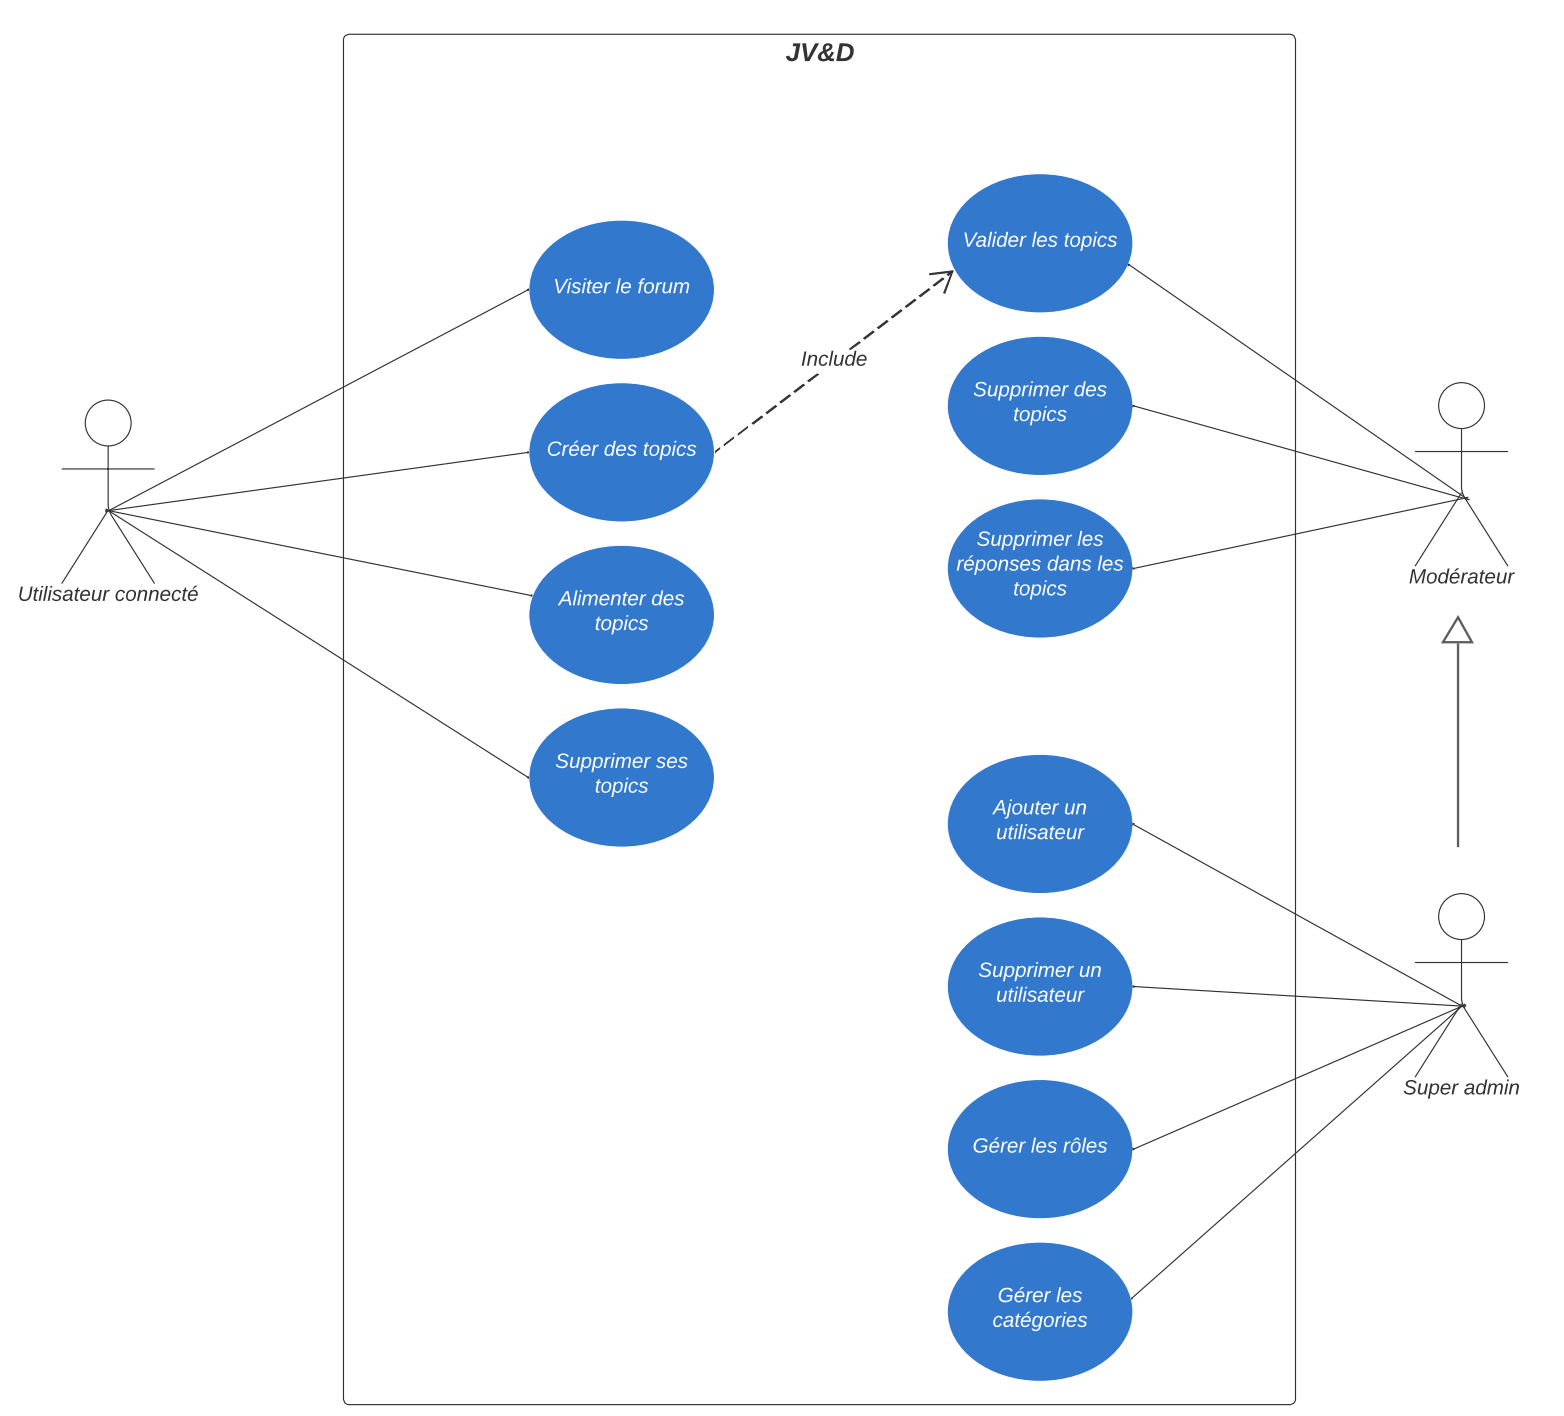 JV&D
Visiter le forum
Créer des topics
Alimenter des
topics
Supprimer ses
topics
Include
Valider les topics
Supprimer des
topics
Supprimer les
réponses dans les
topics
Ajouter un
utilisateur
Supprimer un
utilisateur
Gérer les rôles
Gérer les
catégories
Utilisateur connecté
Modérateur
Super admin